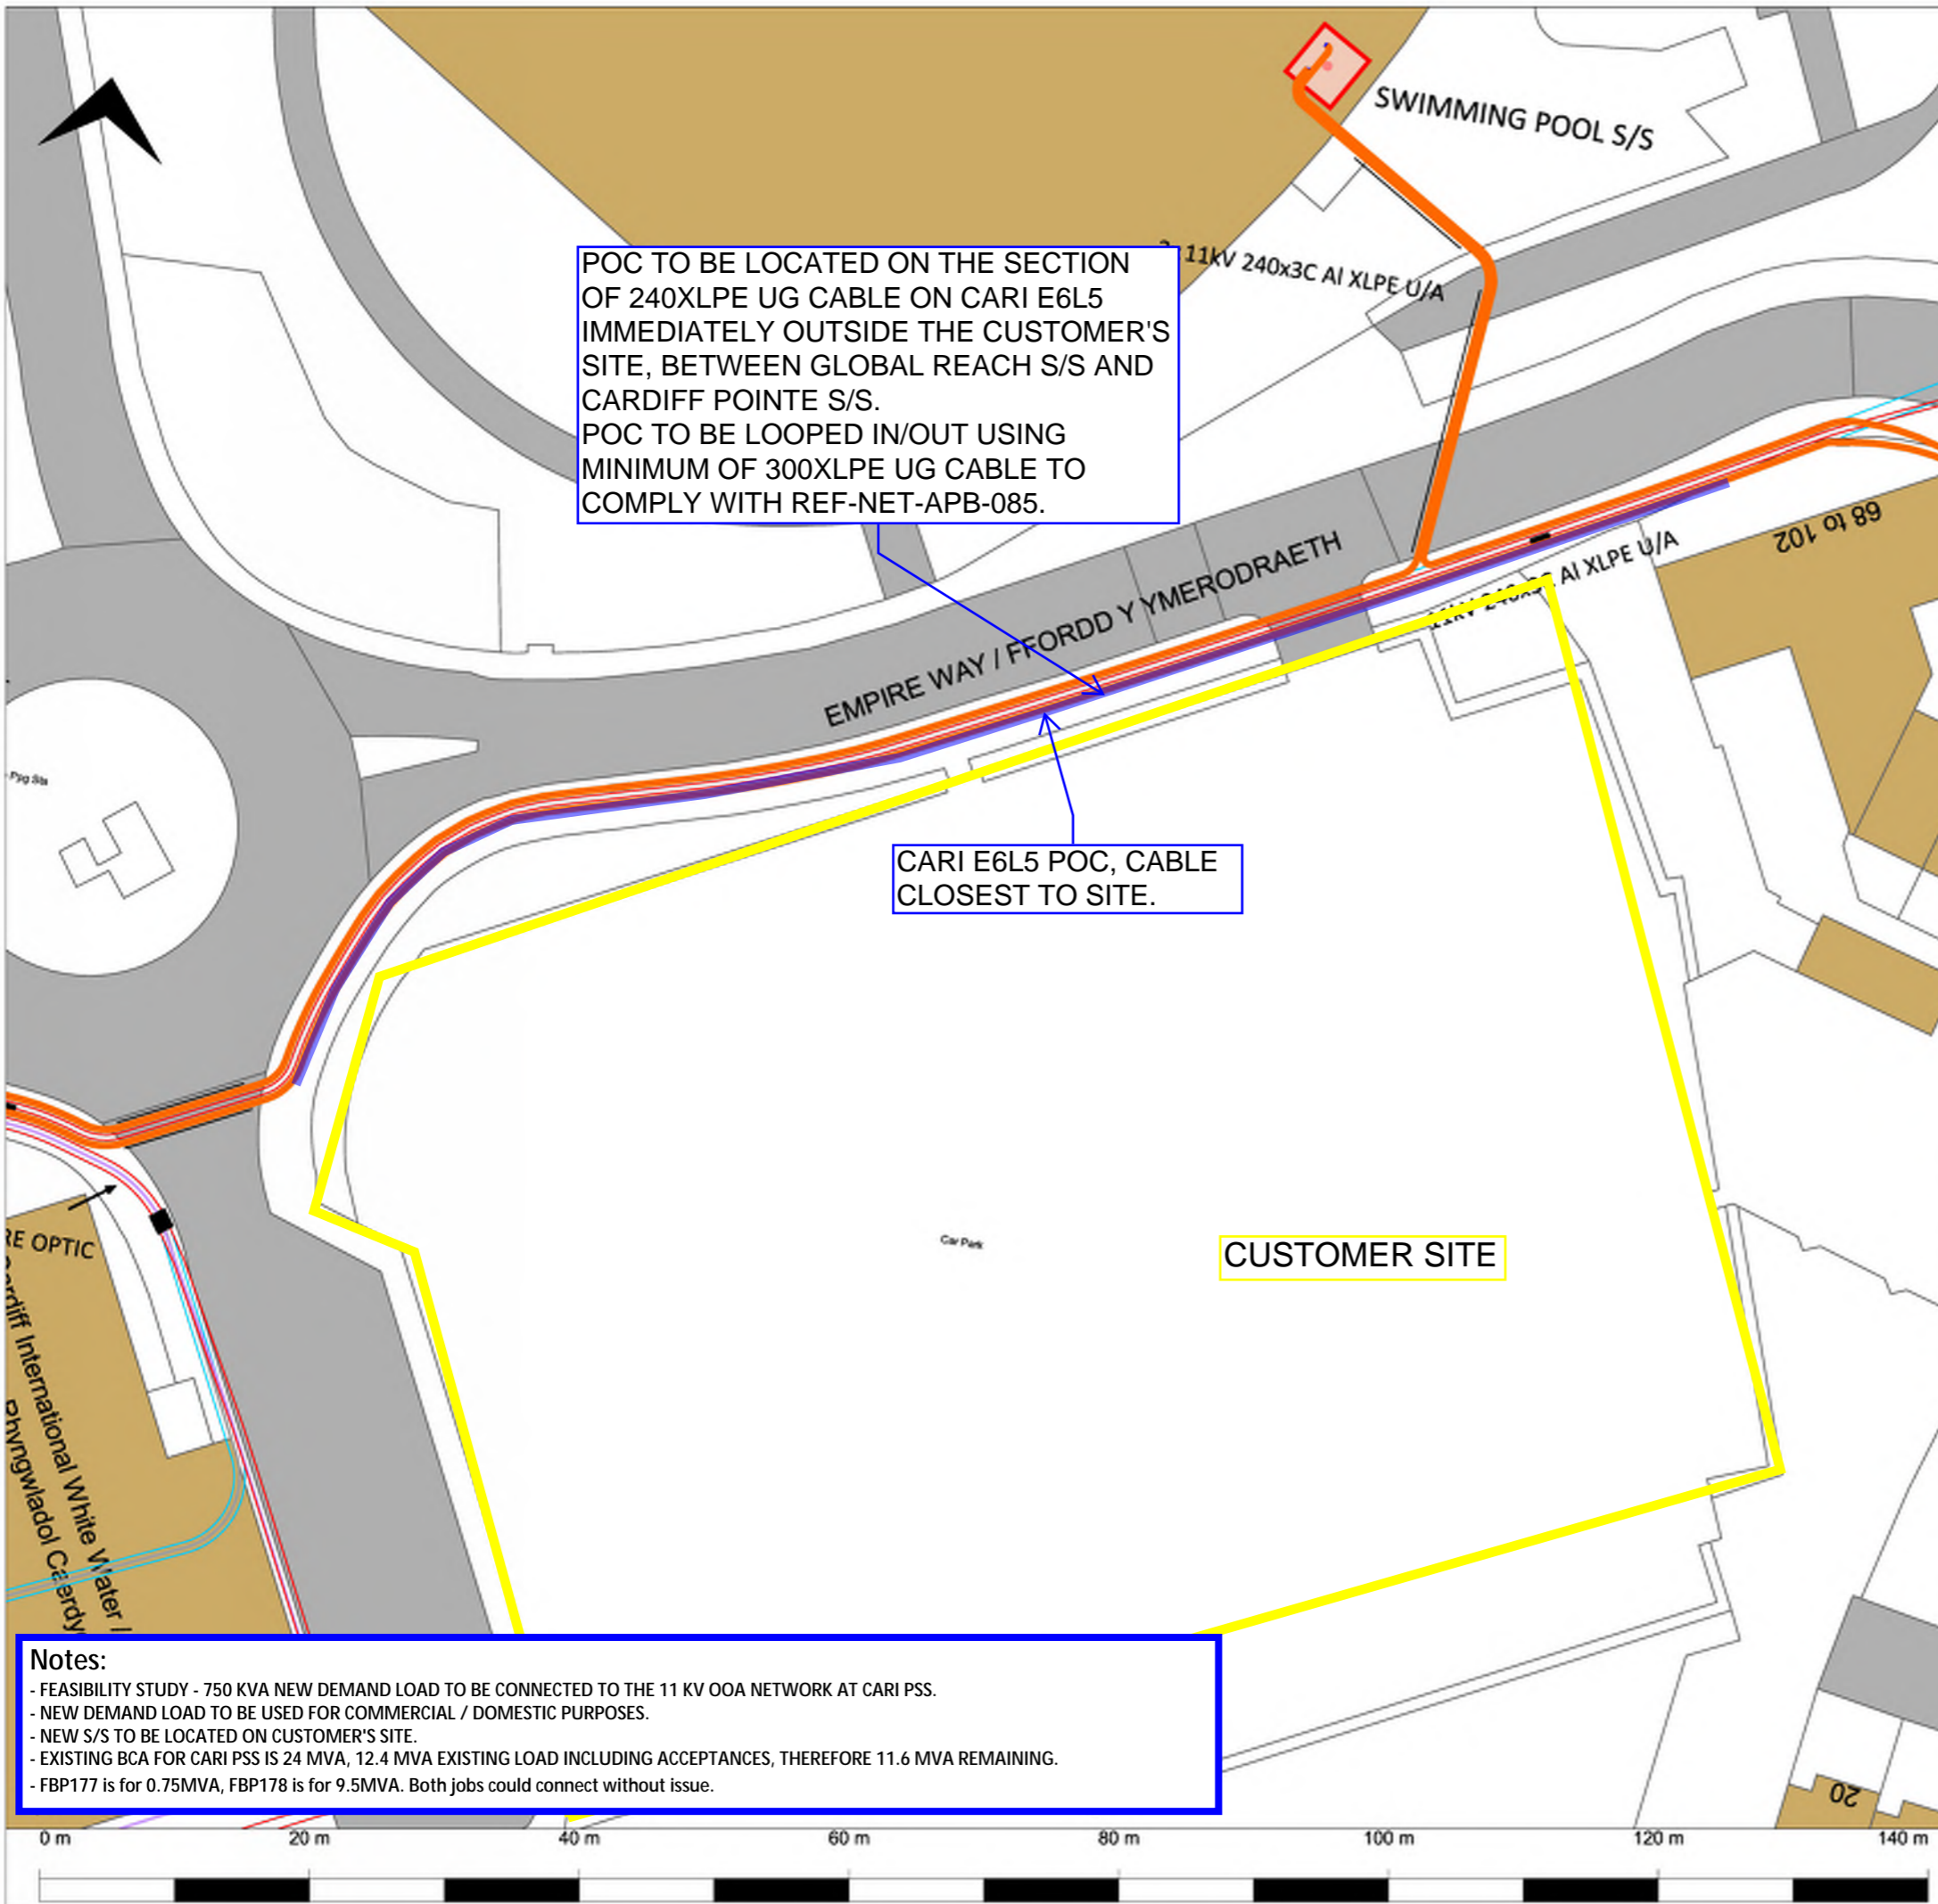 SWIMMING POOL S/S
11kV 240x3C Al XLPE U/A
POC TO BE LOCATED ON THE SECTION
OF 240XLPE UG CABLE ON CARI E6L5
IMMEDIATELY OUTSIDE THE CUSTOMER'S
SITE, BETWEEN GLOBAL REACH S/S AND
CARDIFF POINTE S/S.
POC TO BE LOOPED IN/OUT USING
MINIMUM OF 300XLPE UG CABLE TO
COMPLY WITH REF-NET-APB-085.
68 to 102
11kV 240x3C Al XLPE U/A
EMPIRE WAY / FFORDD Y YMERODRAETH
Ppg Sta
CARI E6L5 POC, CABLE
CLOSEST TO SITE.
RE OPTIC
Car Park
CUSTOMER SITE
Cardiff International White Water /
Rhyngwladol Caerdy
Notes:
- FEASIBILITY STUDY - 750 KVA NEW DEMAND LOAD TO BE CONNECTED TO THE 11 KV OOA NETWORK AT CARI PSS.
- NEW DEMAND LOAD TO BE USED FOR COMMERCIAL / DOMESTIC PURPOSES.
- NEW S/S TO BE LOCATED ON CUSTOMER'S SITE.
- EXISTING BCA FOR CARI PSS IS 24 MVA, 12.4 MVA EXISTING LOAD INCLUDING ACCEPTANCES, THEREFORE 11.6 MVA REMAINING.
- FBP177 is for 0.75MVA, FBP178 is for 9.5MVA. Both jobs could connect without issue.
20
0 m 20 m 40 m 60 m 80 m 100 m 120 m 140 m